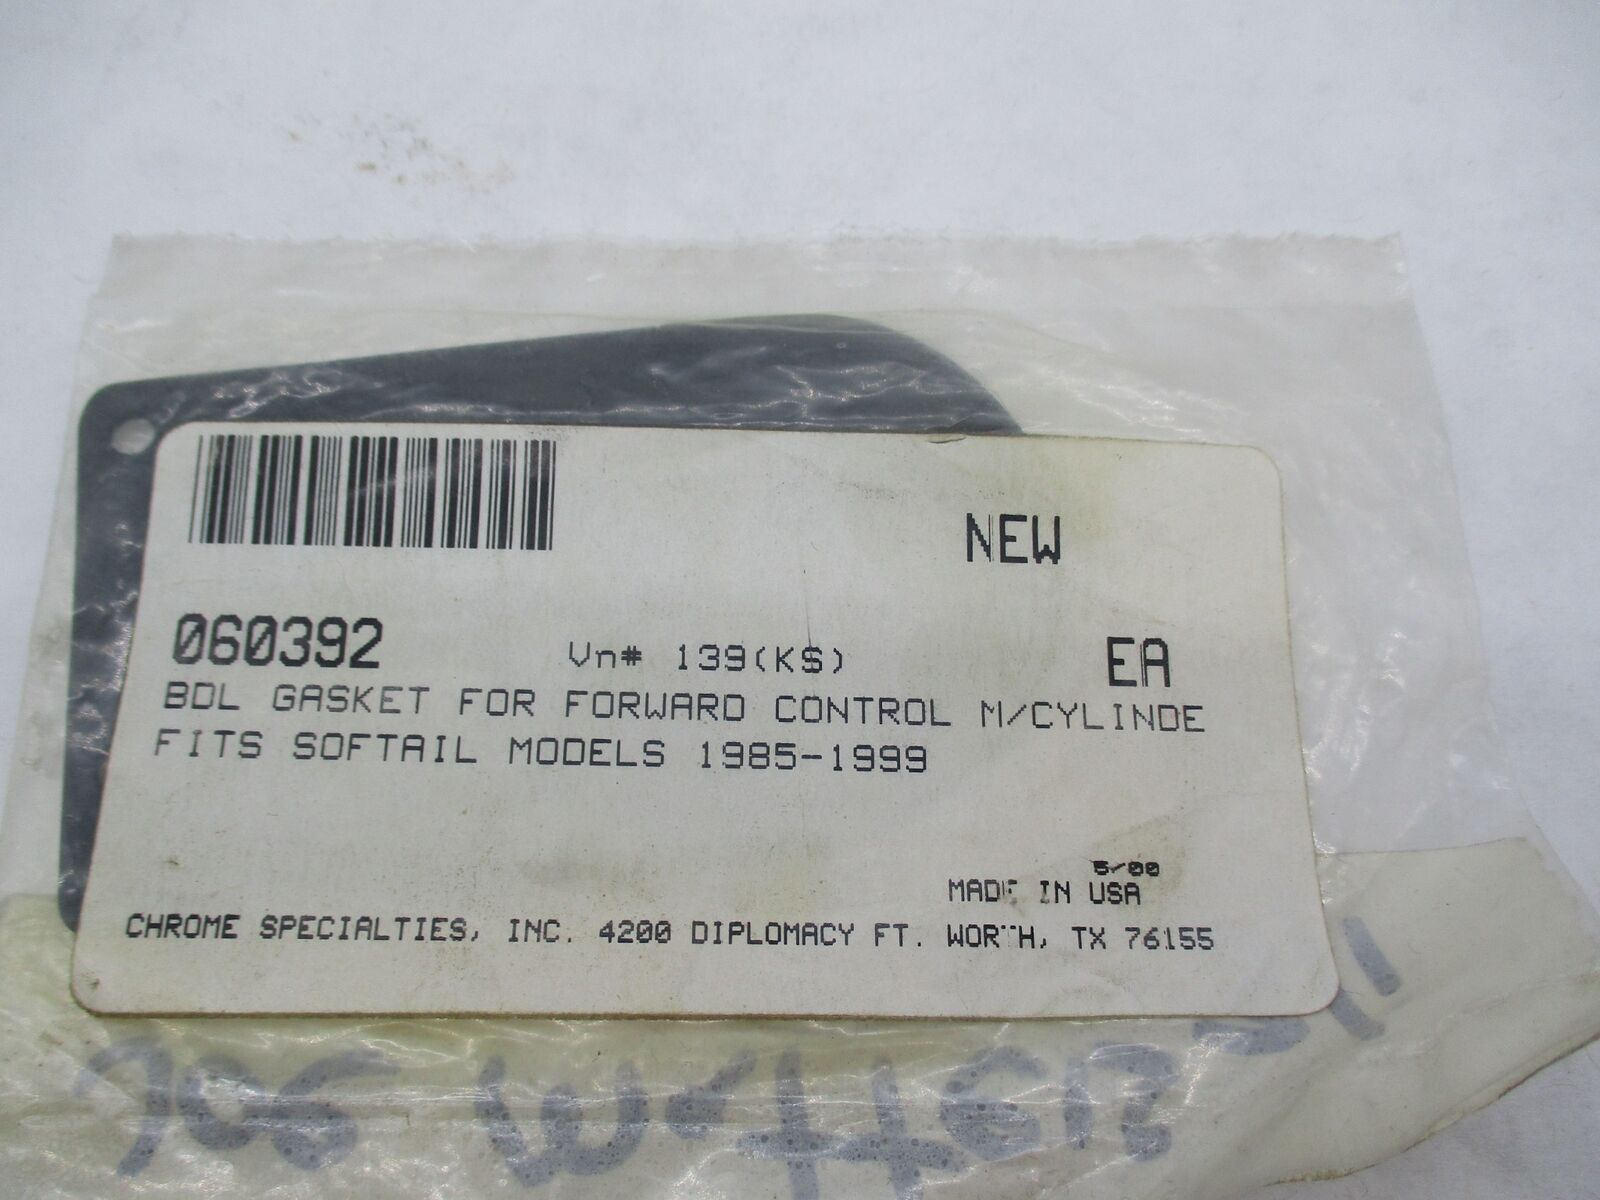 NEW
060392 Vn# 139(KS) EA
BDL GASKET FOR FORWARD CONTROL M/CYLINDE
FITS SOFTAIL MODELS 1985-1999
5/00
MADE IN USA
CHROME SPECIALTIES, INC. 4200 DIPLOMACY FT. WORTH, TX 76155